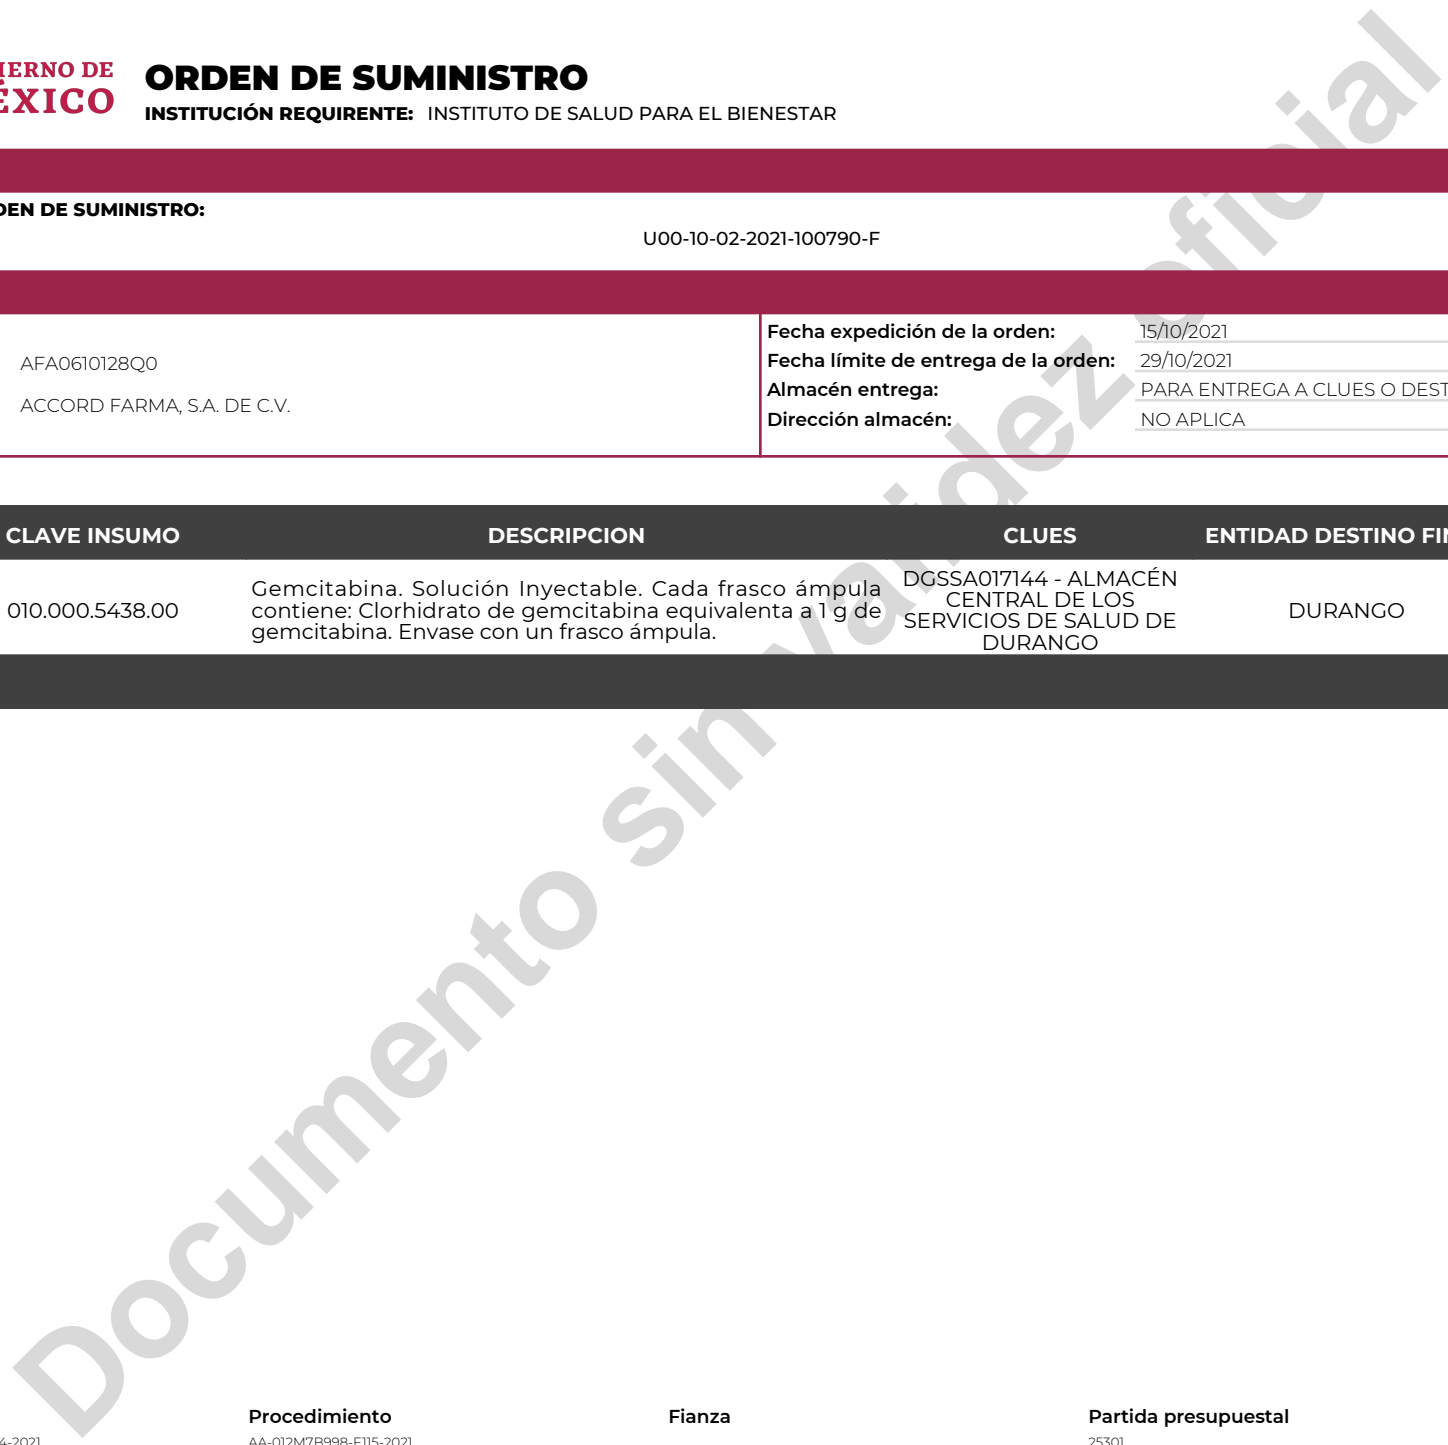 IERNO DE
ÉXICO
ORDEN DE SUMINISTRO
INSTITUCIÓN REQUIRENTE: INSTITUTO DE SALUD PARA EL BIENESTAR
DEN DE SUMINISTRO:
U00-10-02-2021-100790-F
AFA0610128Q0
ACCORD FARMA, S.A. DE C.V.
Fecha expedición de la orden: 15/10/2021
Fecha límite de entrega de la orden: 29/10/2021
Almacén entrega: PARA ENTREGA A CLUES O DEST
Dirección almacén: NO APLICA
CLAVE INSUMO DESCRIPCION CLUES ENTIDAD DESTINO FIN
010.000.5438.00
Gemcitabina. Solución Inyectable. Cada frasco ámpula
contiene: Clorhidrato de gemcitabina equivalenta a 1 g de
gemcitabina. Envase con un frasco ámpula.
DGSSA017144 - ALMACÉN
CENTRAL DE LOS
SERVICIOS DE SALUD DE
DURANGO
DURANGO
Documento sin validez oficial
Procedimiento Fianza Partida presupuestal
4-2021 AA-012M7B998-E115-2021 25301